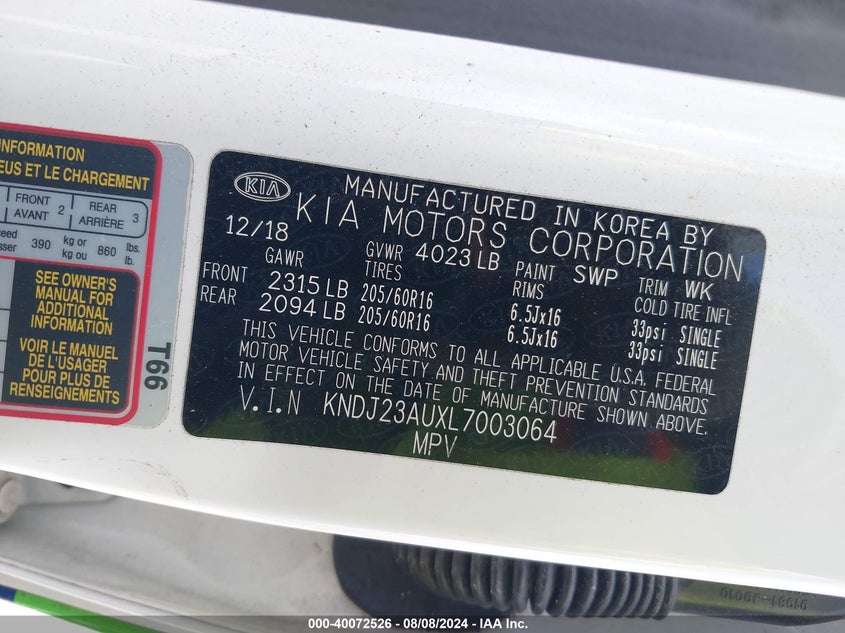 INFORMATION
EUS ET LE CHARGEMENT
FRONT 2 REAR 3
AVANT ARRIÈRE
390 kg or 860 lbs.
kg ou lb.
SEE OWNER'S
MANUAL FOR
ADDITIONAL
INFORMATION
VOIR LE MANUEL
DE L'USAGER
POUR PLUS DE
RENSEIGNEMENTS
T66
KIA
MANUFACTURED IN KOREA BY
KIA MOTORS CORPORATION
12/18 GVWR 4023 LB PAINT SWP TRIM WK
GAWR TIRES RIMS COLD TIRE INFL
FRONT 2315 LB 205/60R16 6.5Jx16 33psi SINGLE
REAR 2094 LB 205/60R16 6.5Jx16 33psi SINGLE
THIS VEHICLE CONFORMS TO ALL APPLICABLE U.S.A. FEDERAL
MOTOR VEHICLE SAFETY AND THEFT PREVENTION STANDARDS
IN EFFECT ON THE DATE OF MANUFACTURE SHOWN ABOVE.
V.I.N KNDJ23AUXL7003064
MPV
91981-J9010
000-40072526 - 08/08/2024 - IAAI.com